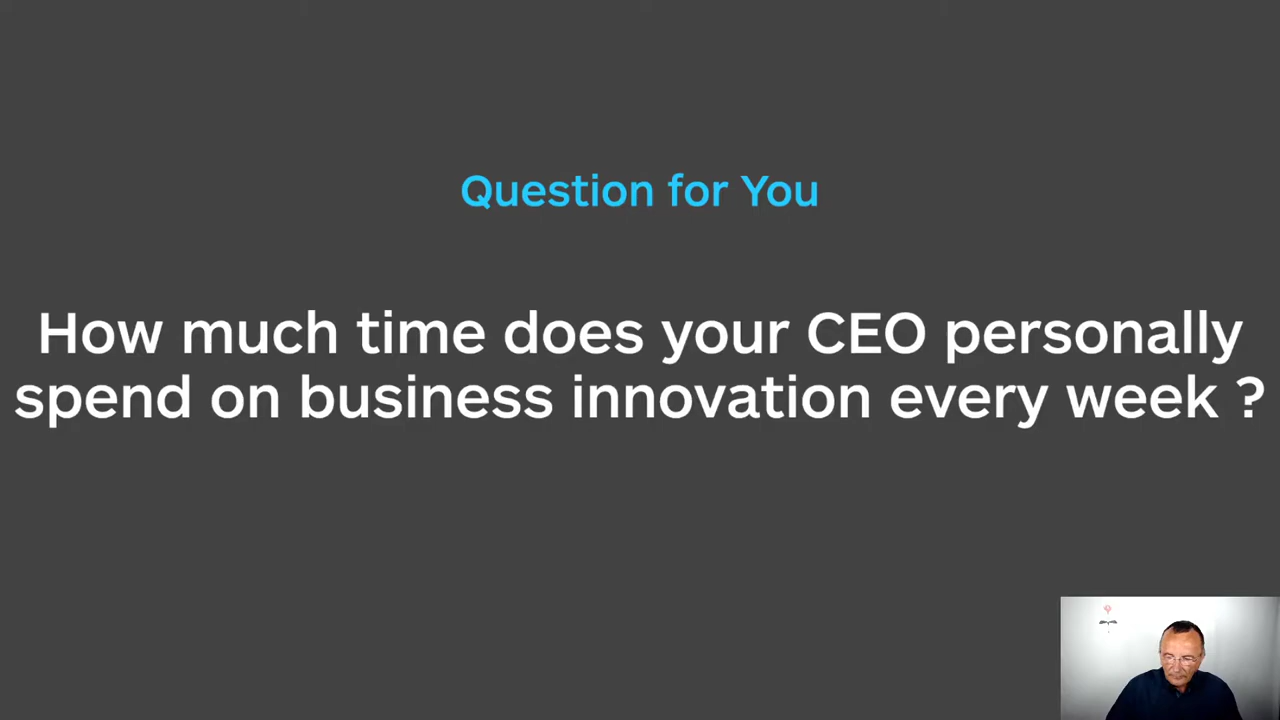 Question for You
How much time does your CEO personally
spend on business innovation every week ?